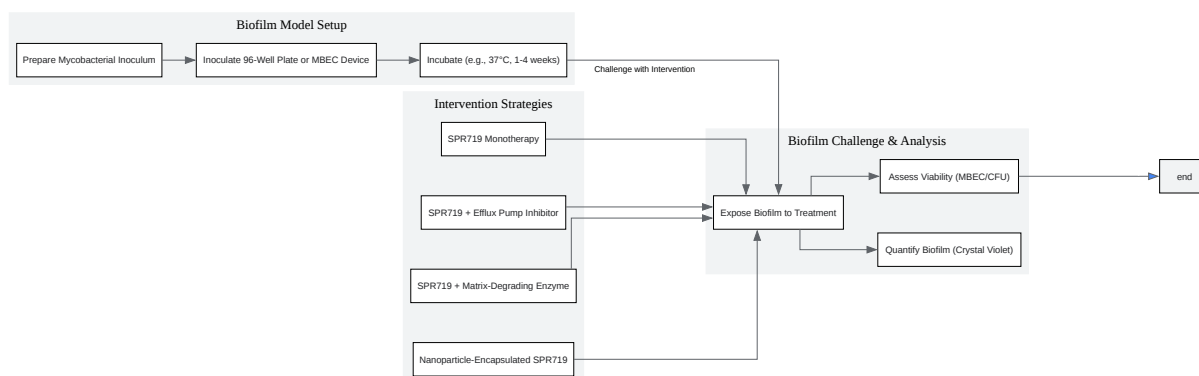 Biofilm Model Setup
Prepare Mycobacterial Inoculum
Inoculate 96-Well Plate or MBEC Device
Incubate (e.g., 37°C, 1-4 weeks)
Challenge with Intervention
Intervention Strategies
SPR719 Monotherapy
SPR719 + Efflux Pump Inhibitor
SPR719 + Matrix-Degrading Enzyme
Nanoparticle-Encapsulated SPR719
Biofilm Challenge & Analysis
Expose Biofilm to Treatment
Assess Viability (MBEC/CFU)
Quantify Biofilm (Crystal Violet)
end